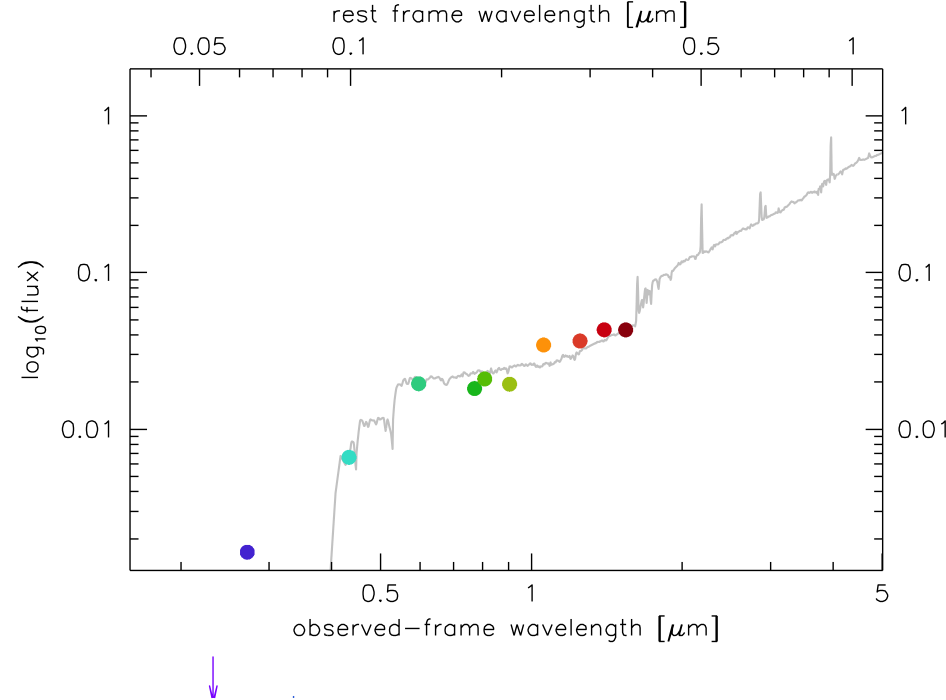 rest frame wavelength [μm]
0.05 0.1 0.5 1
1 1
0.1 0.1
log10(flux)
0.01 0.01
0.5 1 5
observed-frame wavelength [μm]